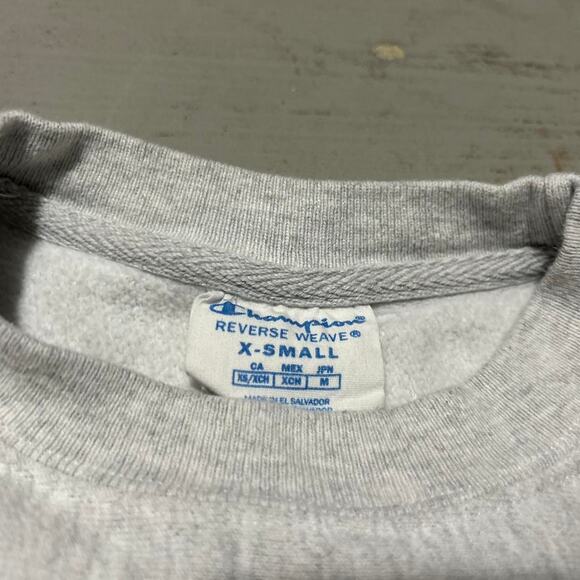 Champion®
REVERSE WEAVE®
X-SMALL
CA MEX JPN
XS/XCH XCH M
MADE IN EL SALVADOR